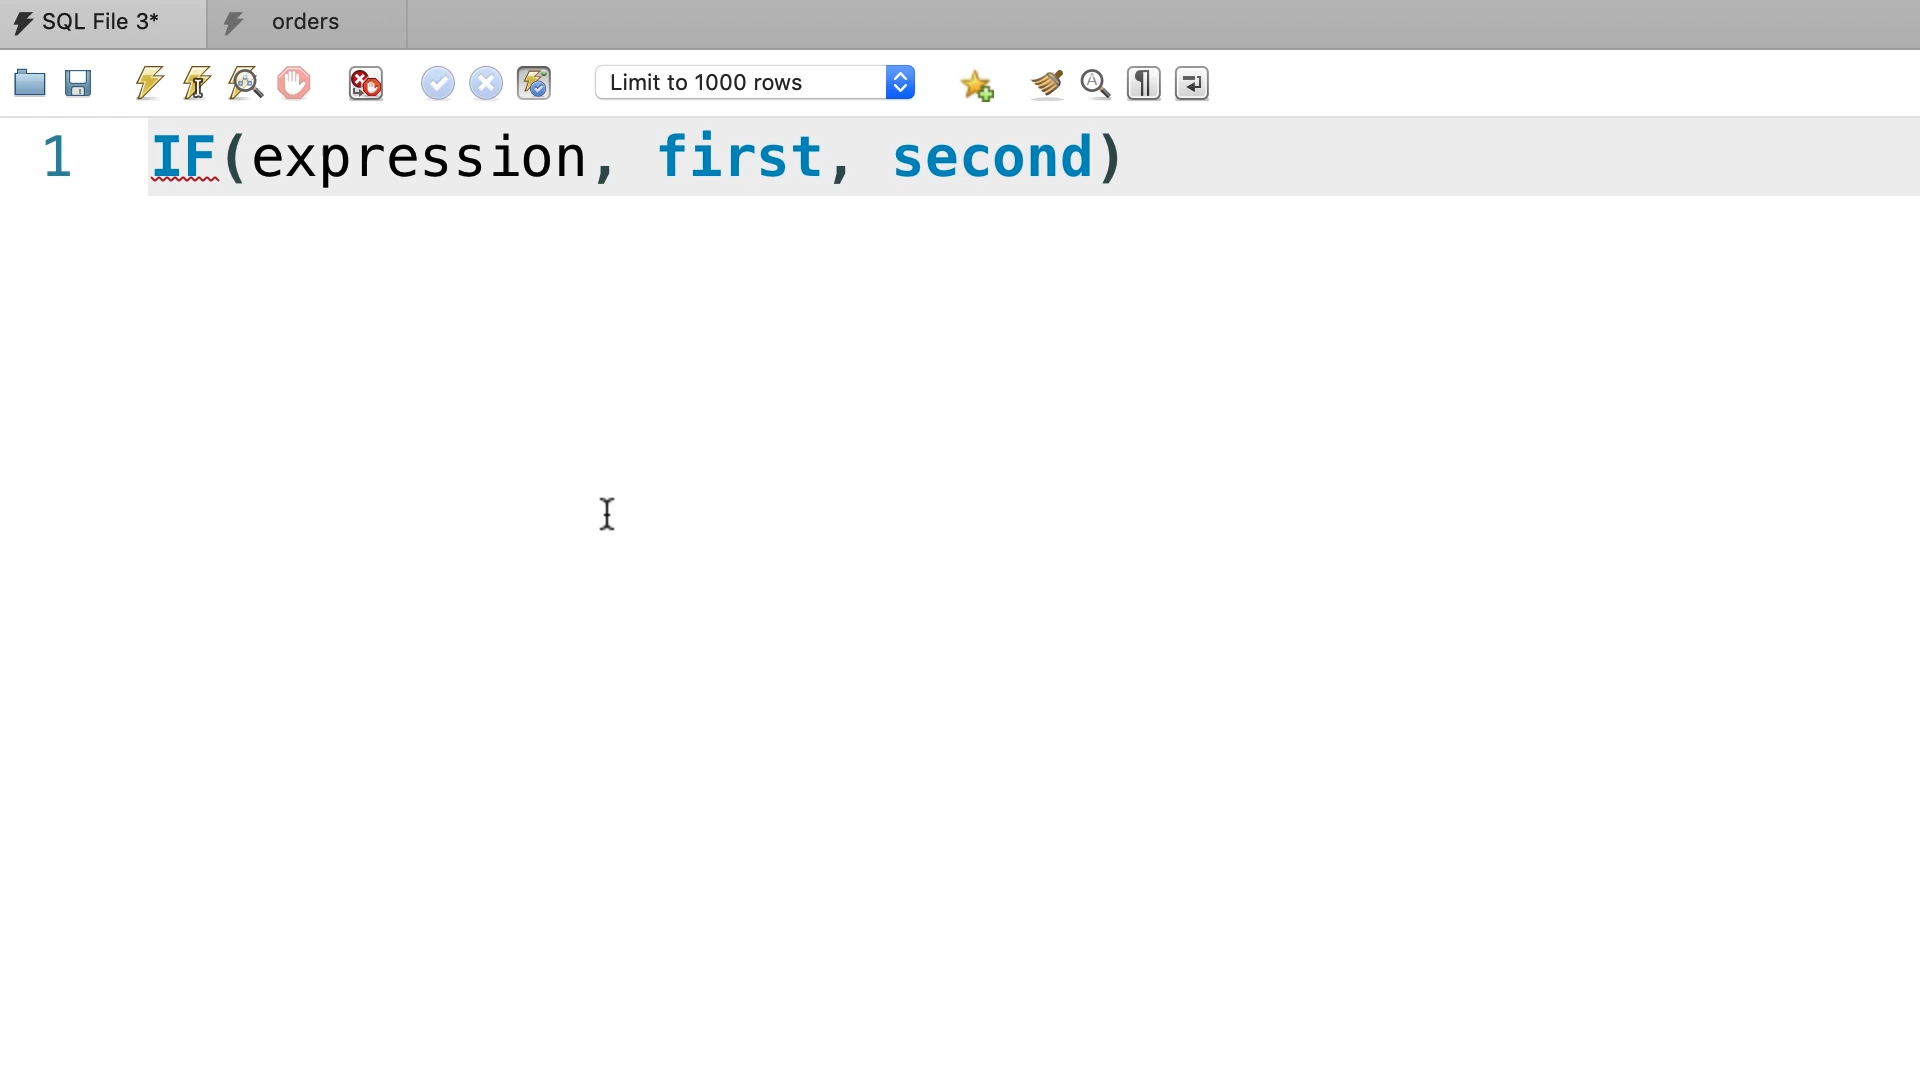 SQL File 3*
orders
Limit to 1000 rows
1 IF(expression, first, second)